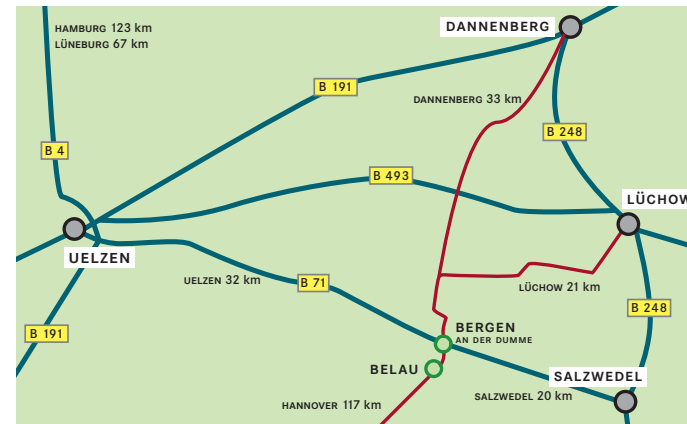 HAMBURG 123 km
LÜNEBURG 67 km
DANNENBERG
B 191
DANNENBERG 33 km
B 248
B 4
B 493
LÜCHOW
UELZEN
UELZEN 32 km
B 71
LÜCHOW 21 km
B 248
B 191
BERGEN
AN DER DUMME
BELAU
SALZWEDEL
SALZWEDEL 20 km
HANNOVER 117 km